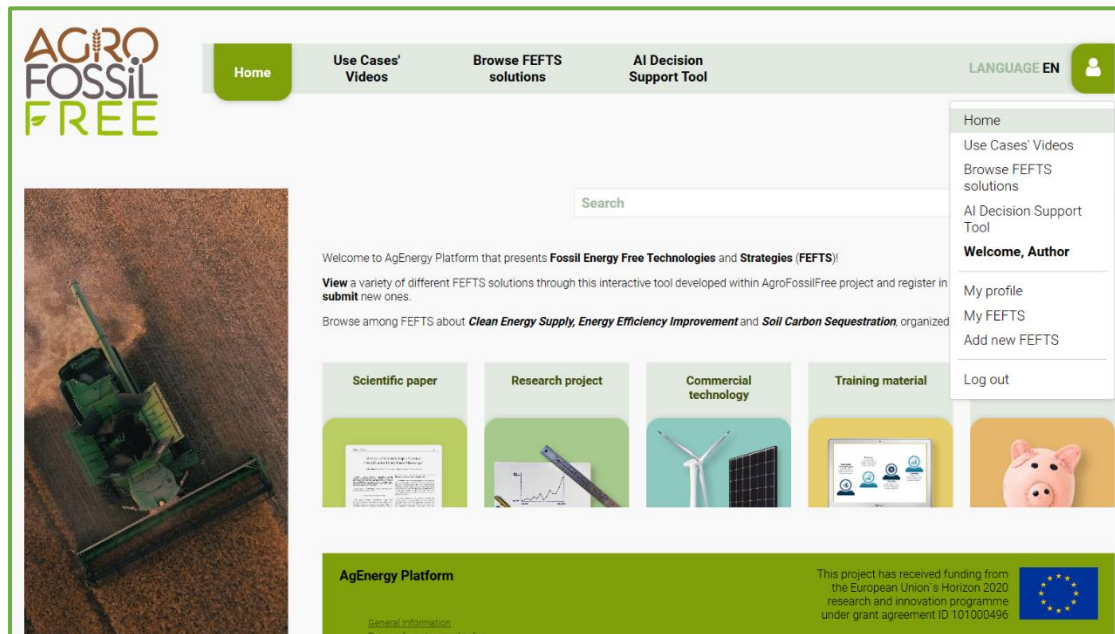 AGRO
FOSSIL
FREE
Home
Use Cases'
Videos
Browse FEFTS
solutions
AI Decision
Support Tool
LANGUAGE EN
Home
Use Cases' Videos
Browse FEFTS
solutions
AI Decision Support
Tool
Welcome, Author
My profile
My FEFTS
Add new FEFTS
Log out
Search
Welcome to AgEnergy Platform that presents Fossil Energy Free Technologies and Strategies (FEFTS)!
View a variety of different FEFTS solutions through this interactive tool developed within AgroFossilFree project and register in
submit new ones.
Browse among FEFTS about Clean Energy Supply, Energy Efficiency Improvement and Soil Carbon Sequestration, organized
Scientific paper
Research project
Commercial
technology
Training material
AgEnergy Platform
General Information
This project has received funding from
the European Union`s Horizon 2020
research and innovation programme
under grant agreement ID 101000496